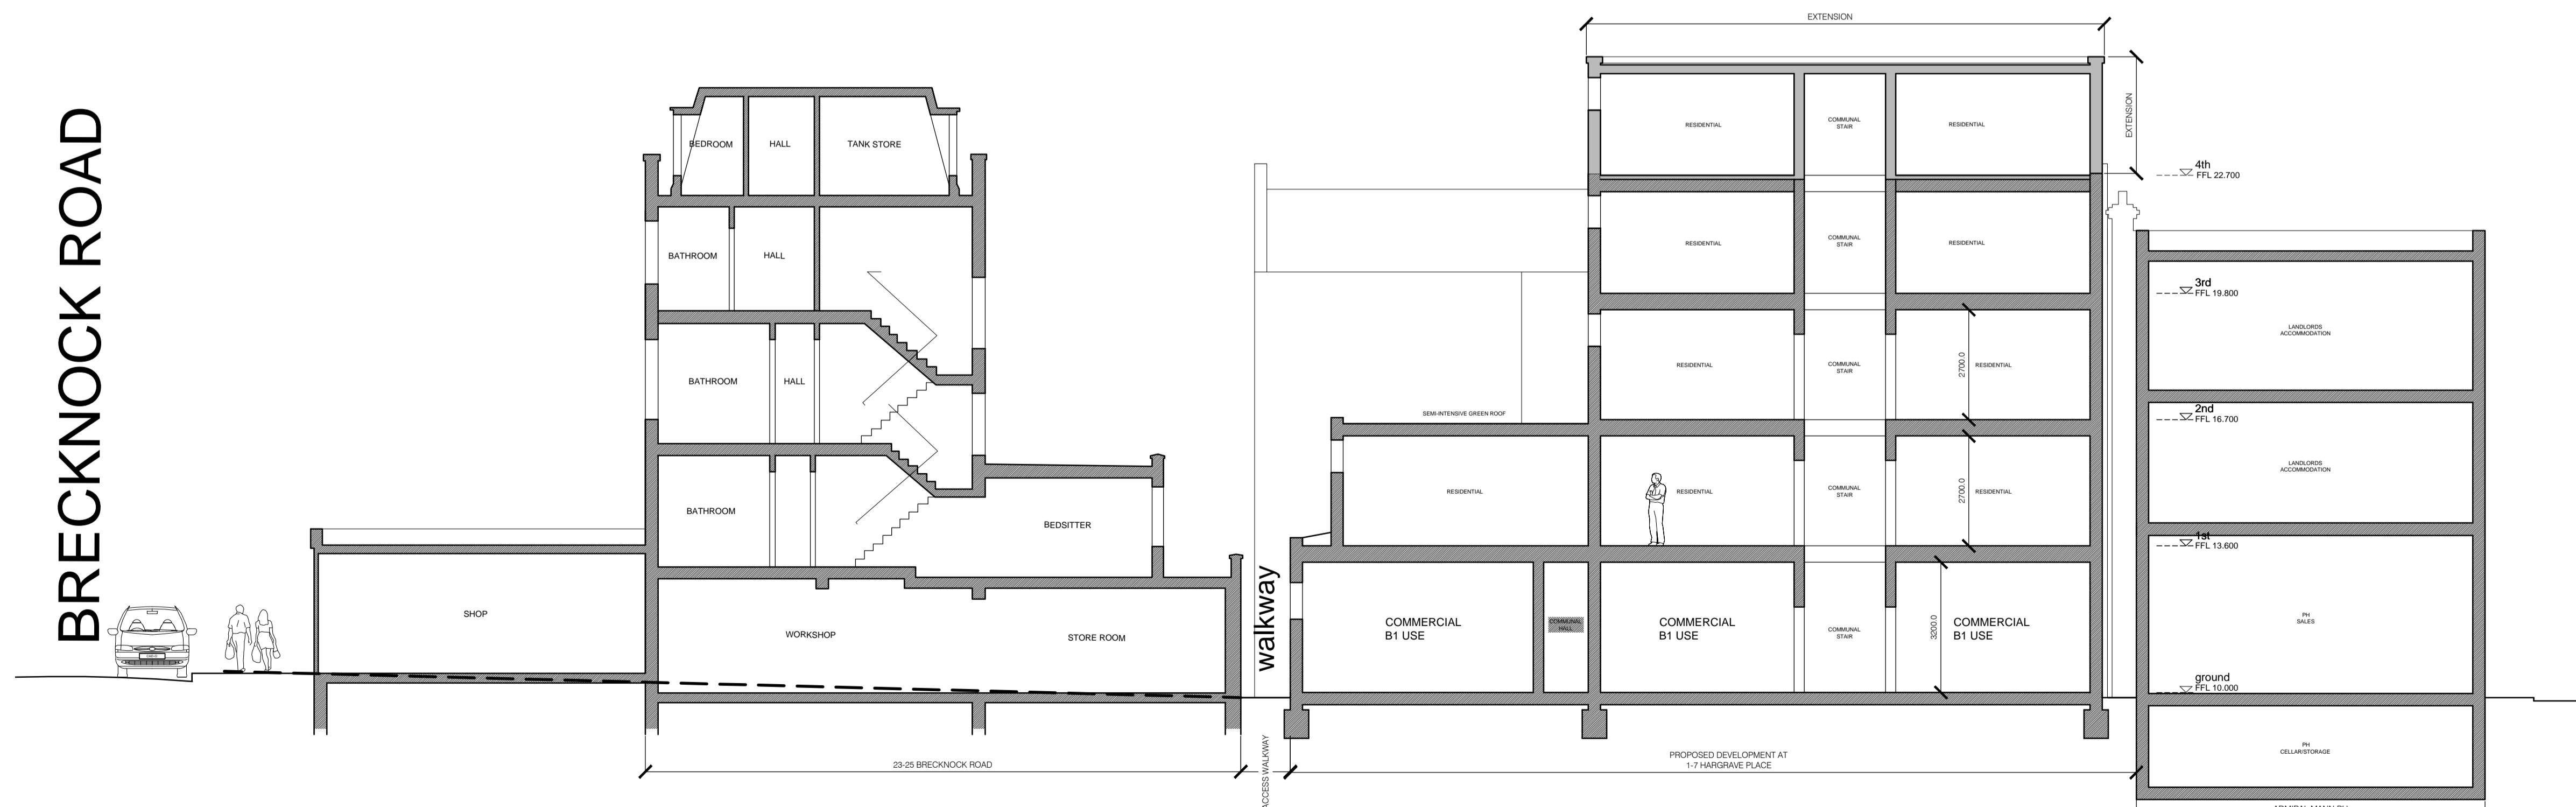 BRECKNOCK ROAD
EXTENSION
EXTENSION
BEDROOM
HALL
TANK STORE
BATHROOM
HALL
BATHROOM
HALL
BATHROOM
BEDSITTER
SHOP
WORKSHOP
STORE ROOM
walkway
23-25 BRECKNOCK ROAD
ACCESS WALKWAY
RESIDENTIAL
COMMUNAL
STAIR
RESIDENTIAL
RESIDENTIAL
COMMUNAL
STAIR
RESIDENTIAL
SEMI-INTENSIVE GREEN ROOF
RESIDENTIAL
COMMUNAL
STAIR
2700.0
RESIDENTIAL
RESIDENTIAL
RESIDENTIAL
COMMUNAL
STAIR
2700.0
RESIDENTIAL
COMMERCIAL
B1 USE
COMMUNAL
HALL
COMMERCIAL
B1 USE
COMMUNAL
STAIR
3200.0
COMMERCIAL
B1 USE
PROPOSED DEVELOPMENT AT
1-7 HARGRAVE PLACE
4th
FFL 22.700
3rd
FFL 19.800
2nd
FFL 16.700
1st
FFL 13.600
ground
FFL 10.000
LANDLORDS
ACCOMMODATION
LANDLORDS
ACCOMMODATION
PH
SALES
PH
CELLAR/STORAGE